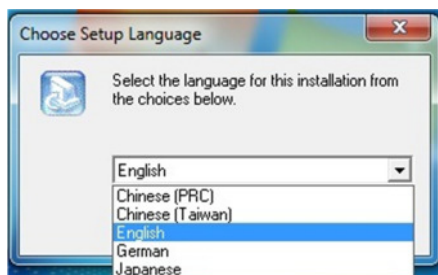 Choose Setup Language
Select the language for this installation from
the choices below.
English
Chinese (PRC)
Chinese (Taiwan)
English
German
Japanese